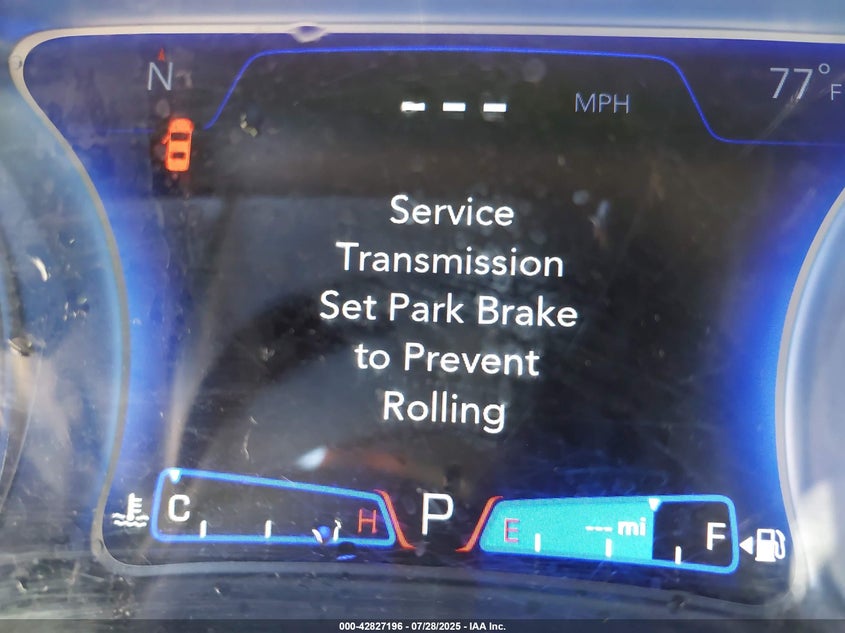 N
77°F
--- MPH
Service
Transmission
Set Park Brake
to Prevent
Rolling
C H P E --- mi F
000-42827196 - 07/28/2025 - IAA Inc.